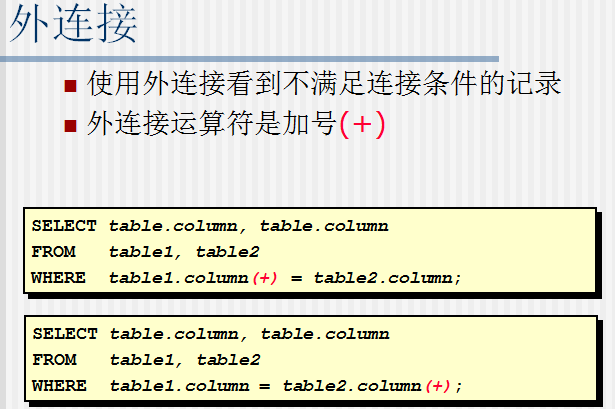 外连接
使用外连接看到不满足连接条件的记录
外连接运算符是加号(+)
SELECT table.column, table.column
FROM table1, table2
WHERE table1.column(+) = table2.column;
SELECT table.column, table.column
FROM table1, table2
WHERE table1.column = table2.column(+);